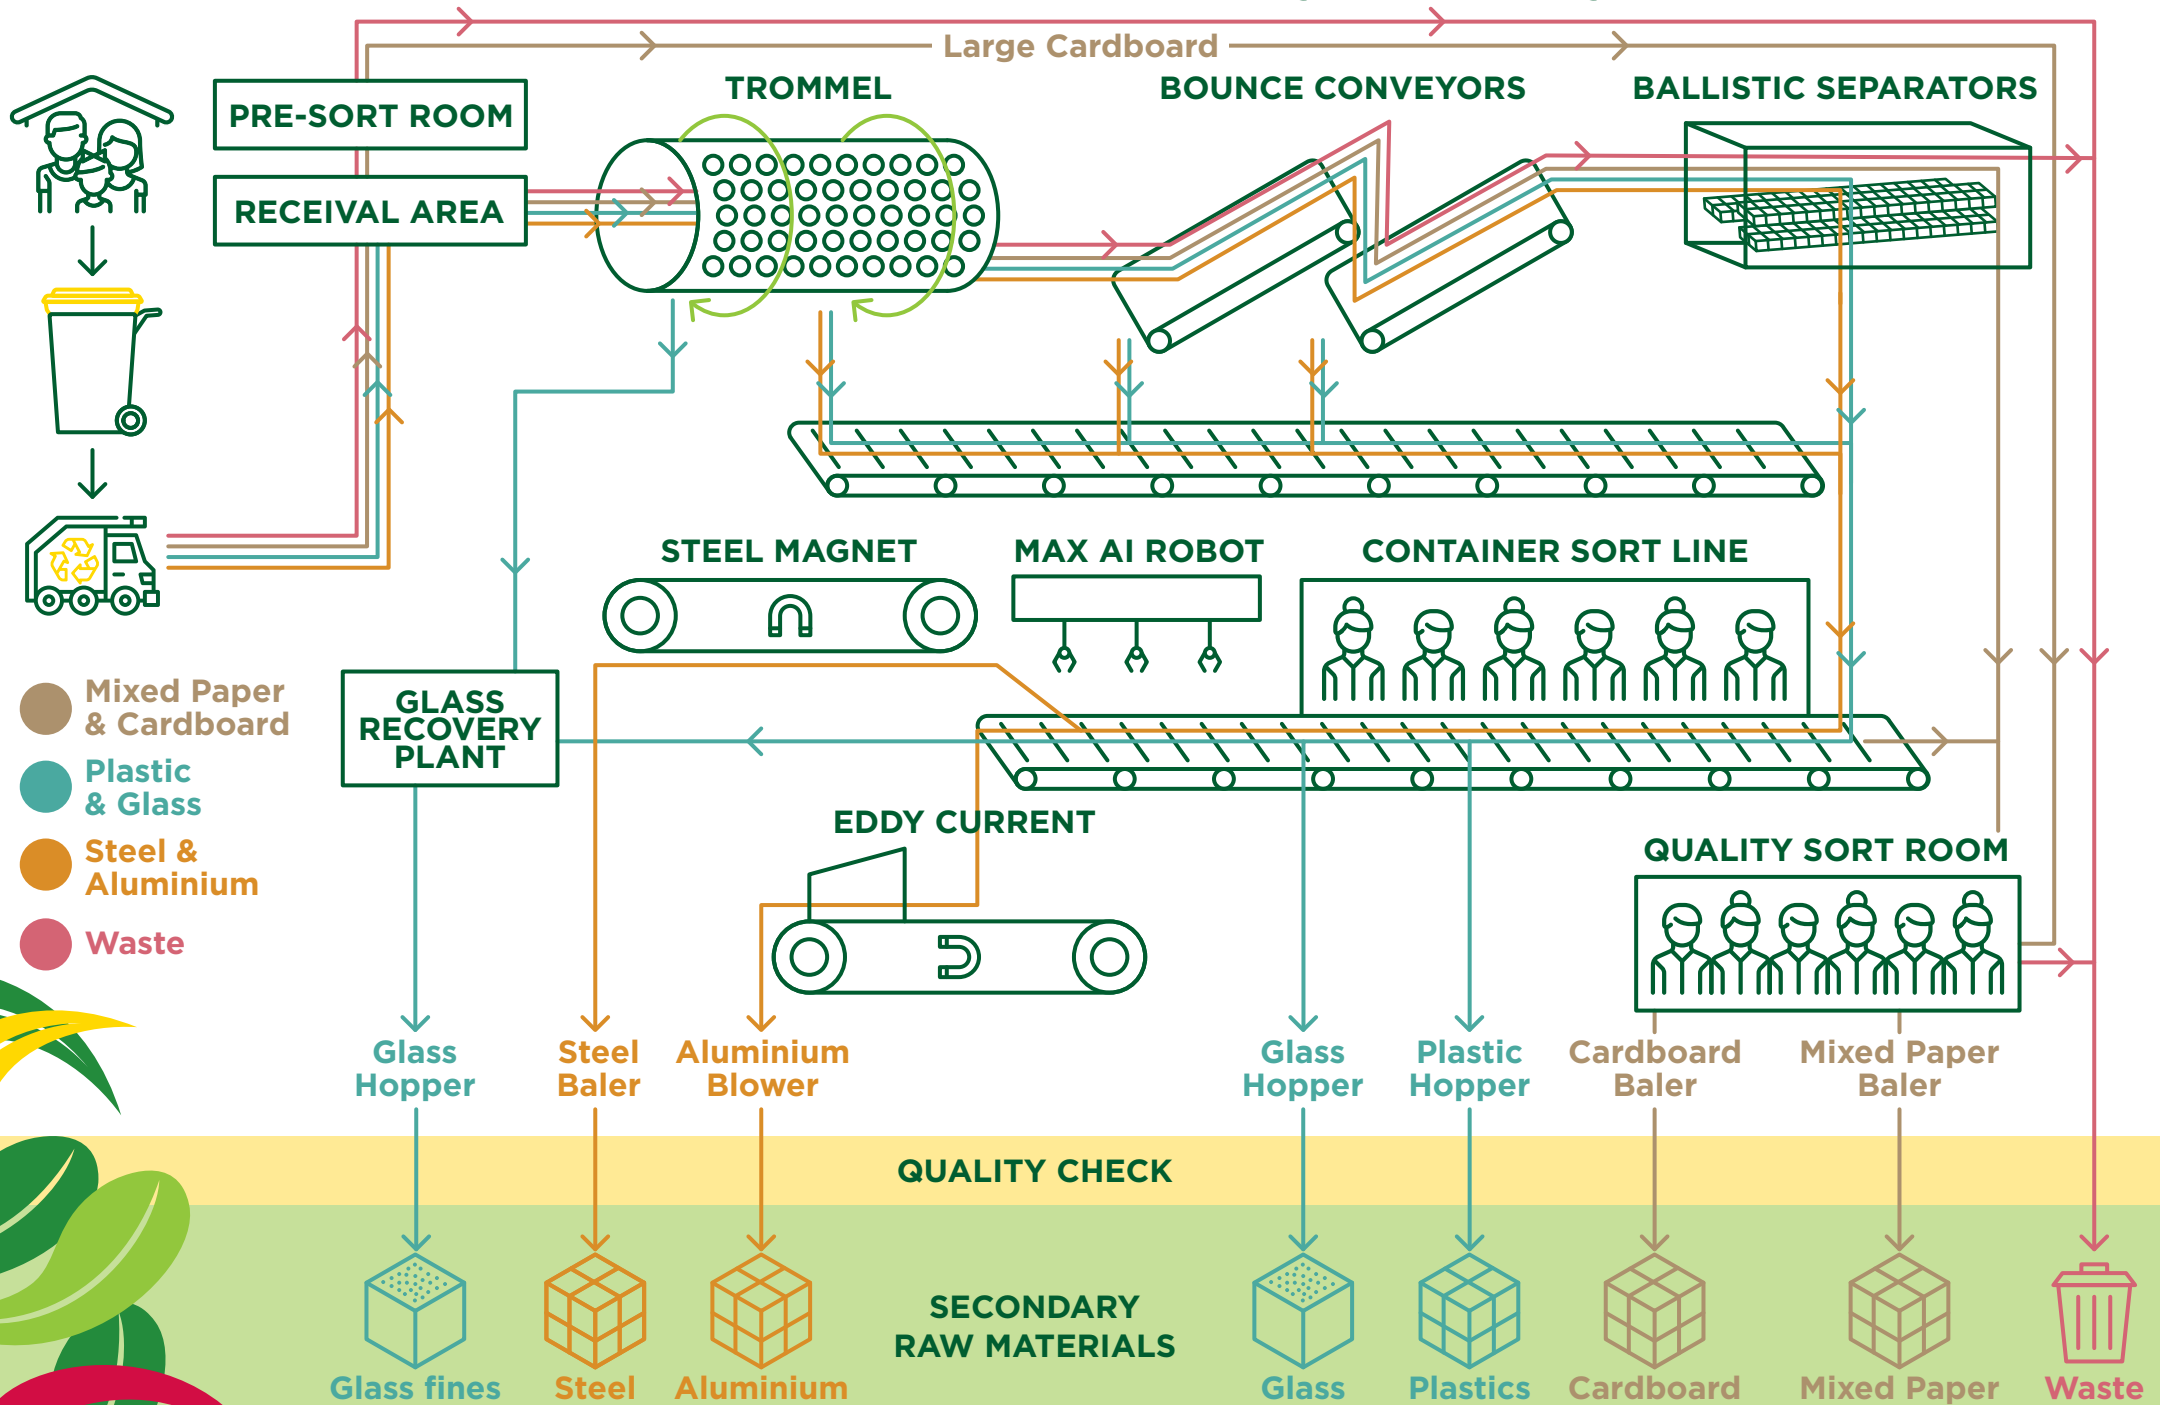 Large Cardboard
PRE-SORT ROOM
TROMMEL
BOUNCE CONVEYORS
BALLISTIC SEPARATORS
RECEIVAL AREA
STEEL MAGNET
MAX AI ROBOT
CONTAINER SORT LINE
Mixed Paper
& Cardboard
Plastic
& Glass
Steel &
Aluminium
Waste
GLASS
RECOVERY
PLANT
EDDY CURRENT
QUALITY SORT ROOM
Glass
Hopper
Steel
Baler
Aluminium
Blower
Glass
Hopper
Plastic
Hopper
Cardboard
Baler
Mixed Paper
Baler
QUALITY CHECK
SECONDARY
RAW MATERIALS
Glass fines
Steel
Aluminium
Glass
Plastics
Cardboard
Mixed Paper
Waste